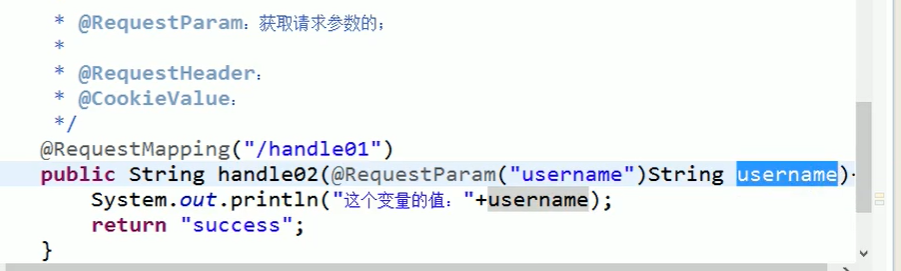 * @RequestParam：获取请求参数的；
*
* @RequestHeader：
* @CookieValue：
*/
@RequestMapping("/handle01")
public String handle02(@RequestParam("username")String username){
System.out.println("这个变量的值："+username);
return "success";
}